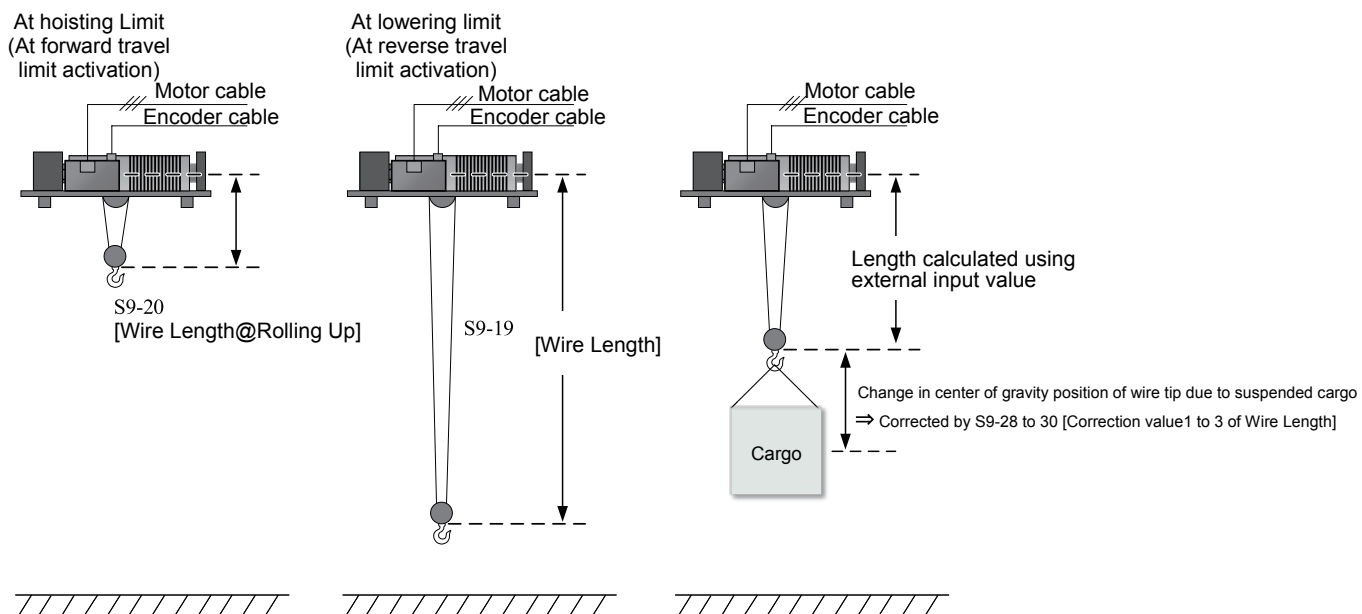 At hoisting Limit
(At forward travel
limit activation)
Motor cable
Encoder cable
S9-20
[Wire Length@Rolling Up]
At lowering limit
(At reverse travel
limit activation)
Motor cable
Encoder cable
S9-19
[Wire Length]
Motor cable
Encoder cable
Length calculated using
external input value
Change in center of gravity position of wire tip due to suspended cargo
⇒ Corrected by S9-28 to 30 [Correction value1 to 3 of Wire Length]
Cargo